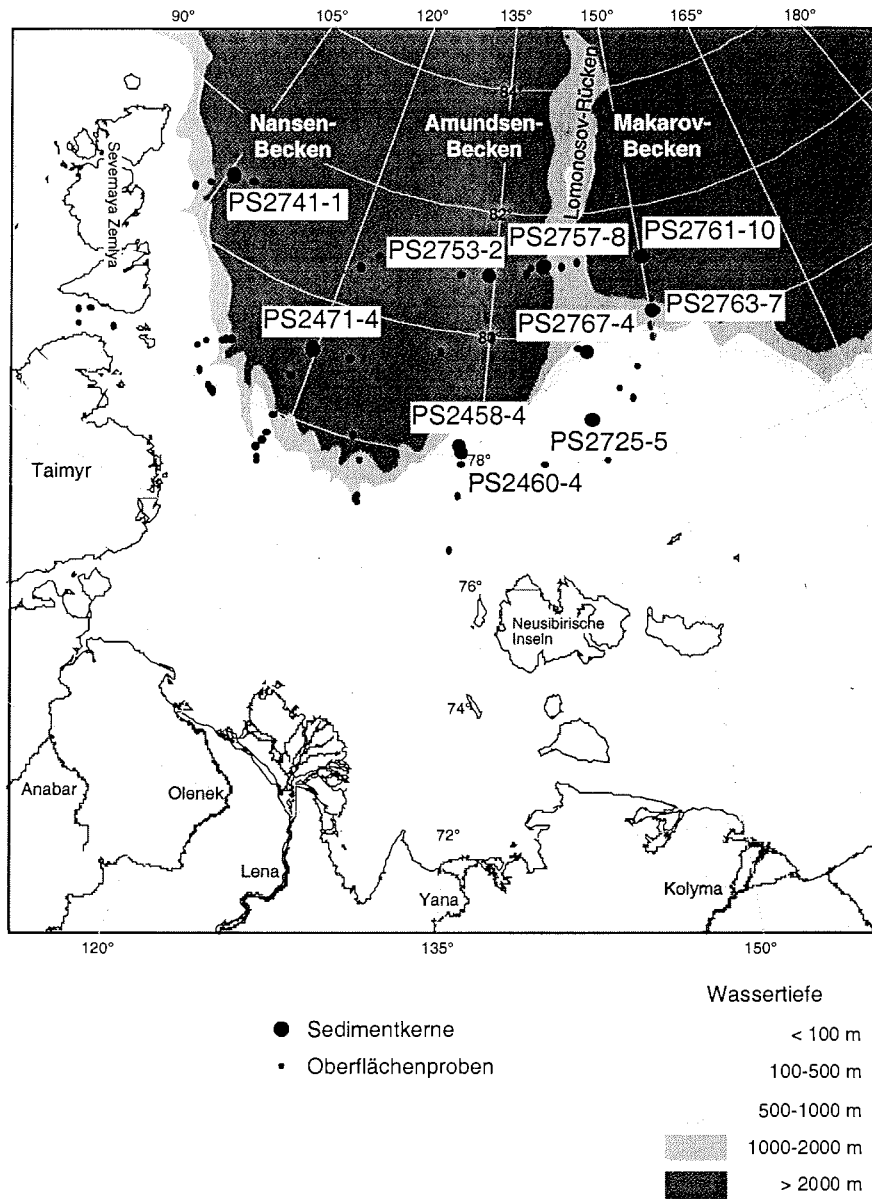 90°
105°
120°
135°
150°
165°
180°
84°
Nansen-
Becken
Amundsen-
Becken
Lomonosov-Rücken
Makarov-
Becken
Severnaya Zemlya
PS2741-1
82°
PS2753-2
PS2757-8
PS2761-10
PS2471-4
80°
PS2767-4
PS2763-7
PS2458-4
PS2725-5
78°
PS2460-4
Taimyr
76°
Neusibirische
Inseln
74°
Anabar
Olenek
72°
Lena
Yana
Kolyma
120°
135°
150°
Wassertiefe
Sedimentkerne
Oberflächenproben
< 100 m
100-500 m
500-1000 m
1000-2000 m
> 2000 m